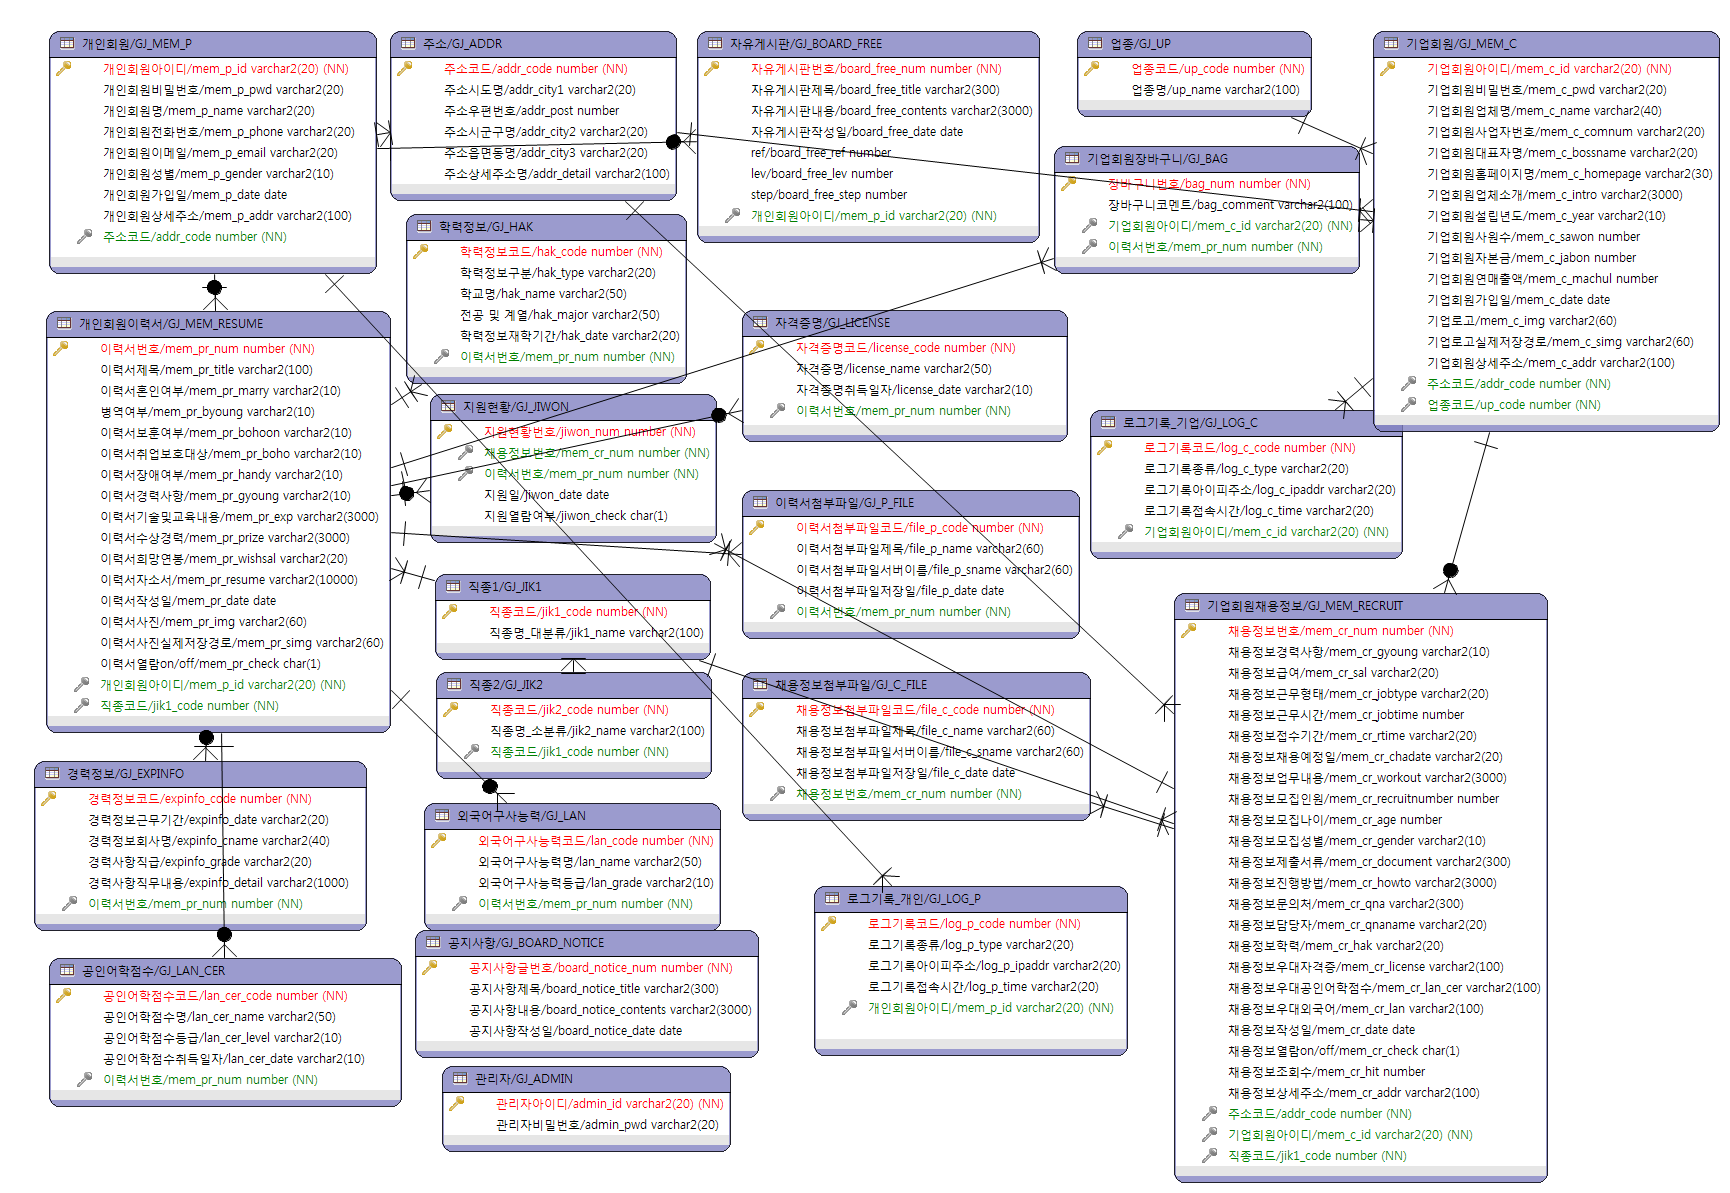 개인회원/GJ_MEM_P
개인회원아이디/mem_p_id varchar2(20) (NN)
개인회원비밀번호/mem_p_pwd varchar2(20)
개인회원명/mem_p_name varchar2(20)
개인회원전화번호/mem_p_phone varchar2(20)
개인회원이메일/mem_p_email varchar2(20)
개인회원성별/mem_p_gender varchar2(10)
개인회원가입일/mem_p_date date
개인회원상세주소/mem_p_addr varchar2(100)
주소코드/addr_code number (NN)
주소/GJ_ADDR
주소코드/addr_code number (NN)
주소시도명/addr_city1 varchar2(20)
주소우편번호/addr_post number
주소시군구명/addr_city2 varchar2(20)
주소읍면동명/addr_city3 varchar2(20)
주소상세주소명/addr_detail varchar2(100)
자유게시판/GJ_BOARD_FREE
자유게시판번호/board_free_num number (NN)
자유게시판제목/board_free_title varchar2(300)
자유게시판내용/board_free_contents varchar2(3000)
자유게시판작성일/board_free_date date
ref/board_free_ref number
lev/board_free_lev number
step/board_free_step number
개인회원아이디/mem_p_id varchar2(20) (NN)
업종/GJ_UP
업종코드/up_code number (NN)
업종명/up_name varchar2(100)
기업회원/GJ_MEM_C
기업회원아이디/mem_c_id varchar2(20) (NN)
기업회원비밀번호/mem_c_pwd varchar2(20)
기업회원업체명/mem_c_name varchar2(40)
기업회원사업자번호/mem_c_comnum varchar2(20)
기업회원대표자명/mem_c_bossname varchar2(20)
기업회원홈페이지명/mem_c_homepage varchar2(30)
기업회원업체소개/mem_c_intro varchar2(3000)
기업회원설립년도/mem_c_year varchar2(10)
기업회원사원수/mem_c_sawon number
기업회원자본금/mem_c_jabon number
기업회원연매출액/mem_c_machul number
기업회원가입일/mem_c_date date
기업로고/mem_c_img varchar2(60)
기업로고실제저장경로/mem_c_simg varchar2(60)
기업회원상세주소/mem_c_addr varchar2(100)
주소코드/addr_code number (NN)
업종코드/up_code number (NN)
기업회원장바구니/GJ_BAG
장바구니번호/bag_num number (NN)
장바구니코멘트/bag_comment varchar2(100)
기업회원아이디/mem_c_id varchar2(20) (NN)
이력서번호/mem_pr_num number (NN)
학력정보/GJ_HAK
학력정보코드/hak_code number (NN)
학력정보구분/hak_type varchar2(20)
학교명/hak_name varchar2(50)
전공 및 계열/hak_major varchar2(50)
학력정보재학기간/hak_date varchar2(20)
이력서번호/mem_pr_num number (NN)
개인회원이력서/GJ_MEM_RESUME
이력서번호/mem_pr_num number (NN)
이력서제목/mem_pr_title varchar2(100)
이력서혼인여부/mem_pr_marry varchar2(10)
병역여부/mem_pr_byoung varchar2(10)
이력서보훈여부/mem_pr_bohoon varchar2(10)
이력서취업보호대상/mem_pr_boho varchar2(10)
이력서장애여부/mem_pr_handy varchar2(10)
이력서경력사항/mem_pr_gyoung varchar2(10)
이력서기술및교육내용/mem_pr_exp varchar2(3000)
이력서수상경력/mem_pr_prize varchar2(3000)
이력서희망연봉/mem_pr_wishsal varchar2(20)
이력서자소서/mem_pr_resume varchar2(10000)
이력서작성일/mem_pr_date date
이력서사진/mem_pr_img varchar2(60)
이력서사진실제저장경로/mem_pr_simg varchar2(60)
이력서열람on/off/mem_pr_check char(1)
개인회원아이디/mem_p_id varchar2(20) (NN)
직종코드/jik1_code number (NN)
자격증명/GJ_LICENSE
자격증명코드/license_code number (NN)
자격증명/license_name varchar2(50)
자격증명취득일자/license_date varchar2(10)
이력서번호/mem_pr_num number (NN)
지원현황/GJ_JIWON
지원현황번호/jiwon_num number (NN)
채용정보번호/mem_cr_num number (NN)
이력서번호/mem_pr_num number (NN)
지원일/jiwon_date date
지원열람여부/jiwon_check char(1)
로그기록_기업/GJ_LOG_C
로그기록코드/log_c_code number (NN)
로그기록종류/log_c_type varchar2(20)
로그기록아이피주소/log_c_ipaddr varchar2(20)
로그기록접속시간/log_c_time varchar2(20)
기업회원아이디/mem_c_id varchar2(20) (NN)
이력서첨부파일/GJ_P_FILE
이력서첨부파일코드/file_p_code number (NN)
이력서첨부파일제목/file_p_name varchar2(60)
이력서첨부파일서버이름/file_p_sname varchar2(60)
이력서첨부파일저장일/file_p_date date
이력서번호/mem_pr_num number (NN)
직종1/GJ_JIK1
직종코드/jik1_code number (NN)
직종명_대분류/jik1_name varchar2(100)
직종2/GJ_JIK2
직종코드/jik2_code number (NN)
직종명_소분류/jik2_name varchar2(100)
직종코드/jik1_code number (NN)
채용정보첨부파일/GJ_C_FILE
채용정보첨부파일코드/file_c_code number (NN)
채용정보첨부파일제목/file_c_name varchar2(60)
채용정보첨부파일서버이름/file_c_sname varchar2(60)
채용정보첨부파일저장일/file_c_date date
채용정보번호/mem_cr_num number (NN)
기업회원채용정보/GJ_MEM_RECRUIT
채용정보번호/mem_cr_num number (NN)
채용정보경력사항/mem_cr_gyoung varchar2(10)
채용정보급여/mem_cr_sal varchar2(20)
채용정보근무형태/mem_cr_jobtype varchar2(20)
채용정보근무시간/mem_cr_jobtime number
채용정보접수기간/mem_cr_rtime varchar2(20)
채용정보채용예정일/mem_cr_chadate varchar2(20)
채용정보업무내용/mem_cr_workout varchar2(3000)
채용정보모집인원/mem_cr_recruitnumber number
채용정보모집나이/mem_cr_age number
채용정보모집성별/mem_cr_gender varchar2(10)
채용정보제출서류/mem_cr_document varchar2(300)
채용정보진행방법/mem_cr_howto varchar2(3000)
채용정보문의처/mem_cr_qna varchar2(300)
채용정보담당자/mem_cr_qnaname varchar2(20)
채용정보학력/mem_cr_hak varchar2(20)
채용정보우대자격증/mem_cr_license varchar2(100)
채용정보우대공인어학점수/mem_cr_lan_cer varchar2(100)
채용정보우대외국어/mem_cr_lan varchar2(100)
채용정보작성일/mem_cr_date date
채용정보열람on/off/mem_cr_check char(1)
채용정보조회수/mem_cr_hit number
채용정보상세주소/mem_cr_addr varchar2(100)
주소코드/addr_code number (NN)
기업회원아이디/mem_c_id varchar2(20) (NN)
직종코드/jik1_code number (NN)
경력정보/GJ_EXPINFO
경력정보코드/expinfo_code number (NN)
경력정보근무기간/expinfo_date varchar2(20)
경력정보회사명/expinfo_cname varchar2(40)
경력사항직급/expinfo_grade varchar2(20)
경력사항직무내용/expinfo_detail varchar2(1000)
이력서번호/mem_pr_num number (NN)
외국어구사능력/GJ_LAN
외국어구사능력코드/lan_code number (NN)
외국어구사능력명/lan_name varchar2(50)
외국어구사능력등급/lan_grade varchar2(10)
이력서번호/mem_pr_num number (NN)
로그기록_개인/GJ_LOG_P
로그기록코드/log_p_code number (NN)
로그기록종류/log_p_type varchar2(20)
로그기록아이피주소/log_p_ipaddr varchar2(20)
로그기록접속시간/log_p_time varchar2(20)
개인회원아이디/mem_p_id varchar2(20) (NN)
공지사항/GJ_BOARD_NOTICE
공지사항글번호/board_notice_num number (NN)
공지사항제목/board_notice_title varchar2(300)
공지사항내용/board_notice_contents varchar2(3000)
공지사항작성일/board_notice_date date
공인어학점수/GJ_LAN_CER
공인어학점수코드/lan_cer_code number (NN)
공인어학점수명/lan_cer_name varchar2(50)
공인어학점수등급/lan_cer_level varchar2(10)
공인어학점수취득일자/lan_cer_date varchar2(10)
이력서번호/mem_pr_num number (NN)
관리자/GJ_ADMIN
관리자아이디/admin_id varchar2(20) (NN)
관리자비밀번호/admin_pwd varchar2(20)